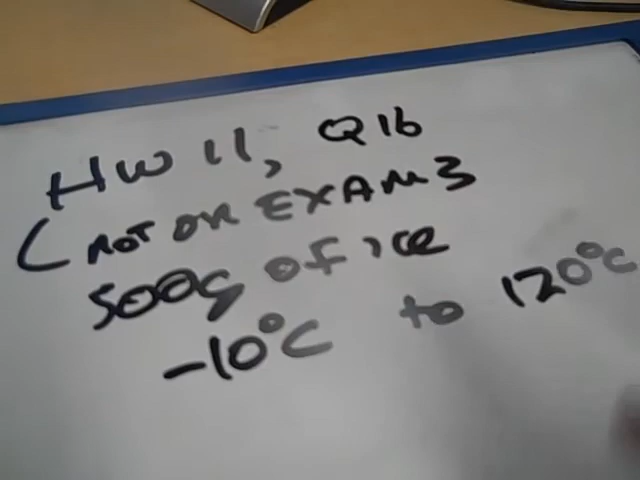 HW 11, Q16
(NOT ON EXAM 3
500g of ice
-10°C to 120°C